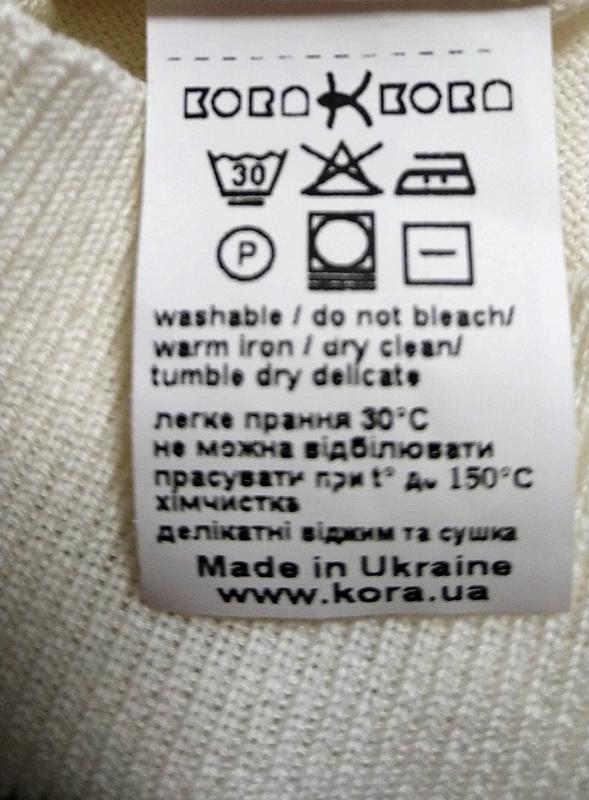 KORA KORA
30
P
washable / do not bleach/
warm iron / dry clean/
tumble dry delicate
легке прання 30°C
не можна відбілювати
прасувати при t° до 150°C
хімчистка
делікатні віджим та сушка
Made in Ukraine
www.kora.ua